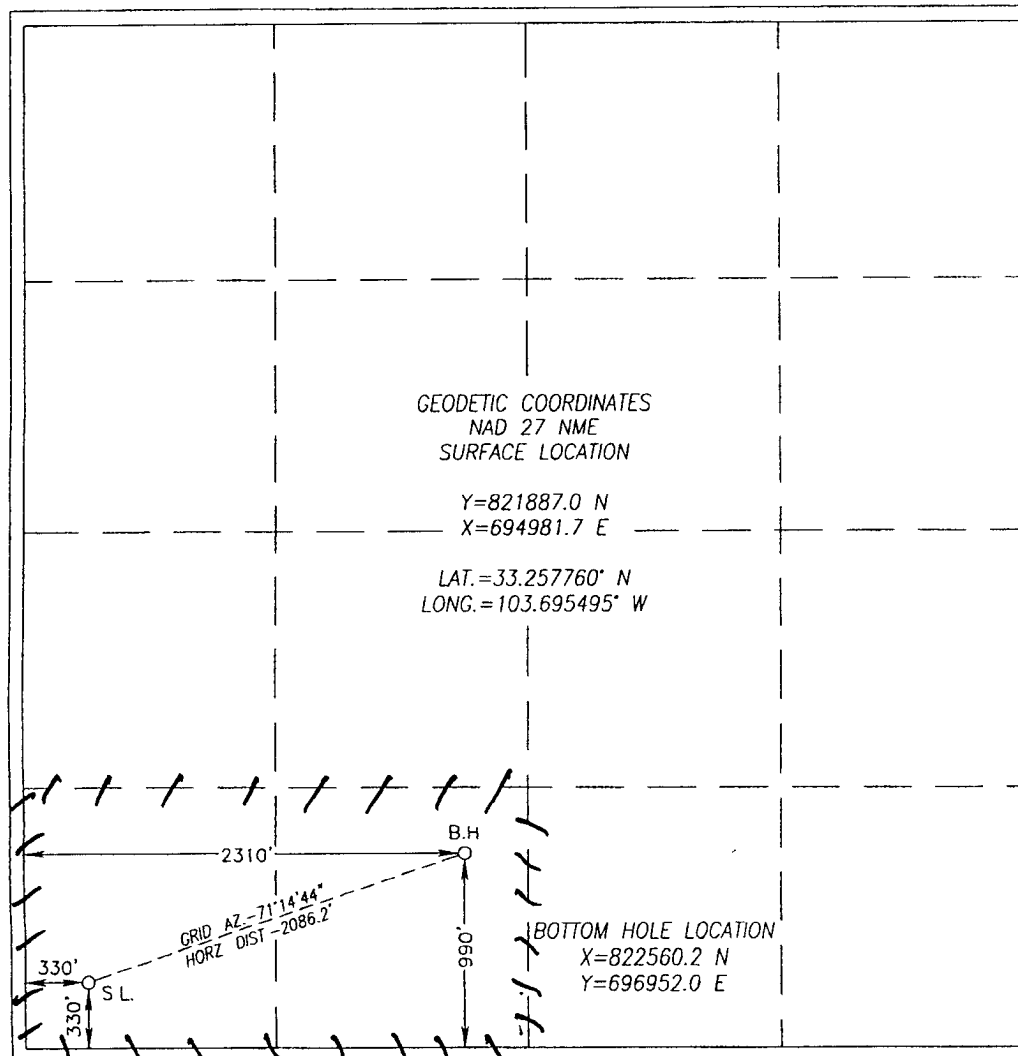 GEODETIC COORDINATES
NAD 27 NME
SURFACE LOCATION
Y=821887.0 N
X=694981.7 E
LAT.=33.257760° N
LONG.=103.695495° W
B.H
2310'
GRID AZ.-71°14'44"
HORZ DIST-2086.2'
990'
BOTTOM HOLE LOCATION
X=822560.2 N
Y=696952.0 E
330'
S L.
330'